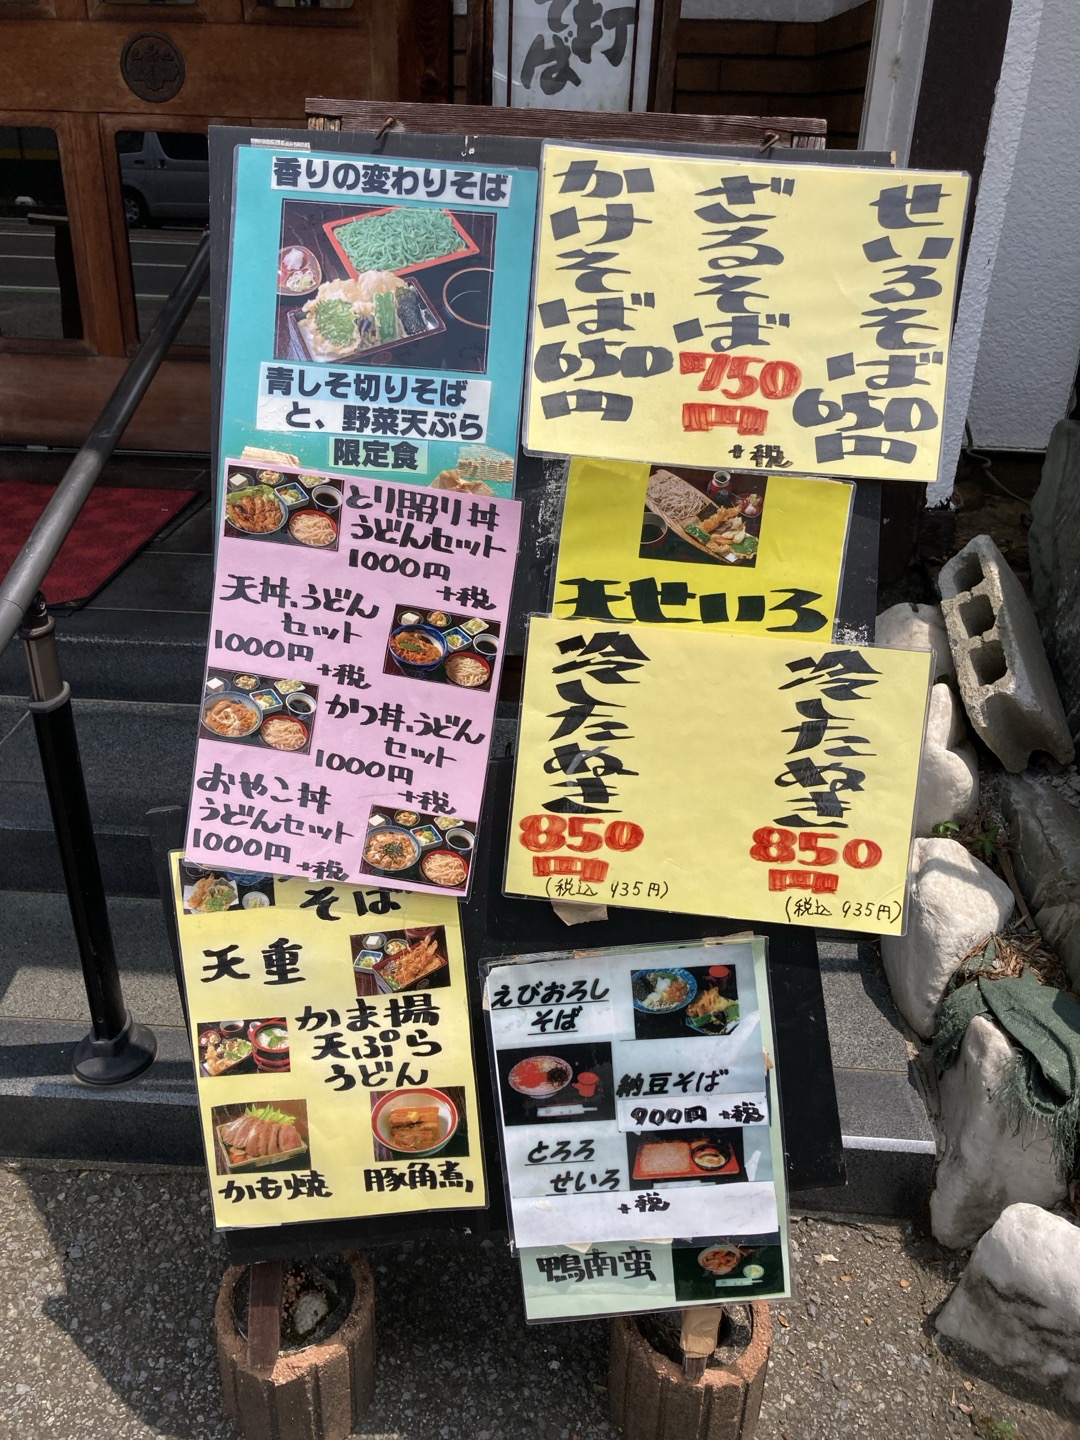 打
そば
香りの変わりそば
青しそ切りそば
と、野菜天ぷら
限定食
せいろそば
650円
ざるそば
750円
+税
かけそば
650円
とり照り丼
うどんセット
1000円
+税
天丼、うどん
セット
1000円
+税
かつ丼、うどん
セット
1000円
+税
おやこ丼
うどんセット
1000円
+税
天せいろ
冷したぬき
850円
(税込 935円)
冷したぬき
850円
(税込 935円)
そば
天重
かま揚
天ぷら
うどん
かも焼
豚角煮
えびおろし
そば
納豆そば
900円 +税
とろろ
せいろ
+税
鴨南蛮